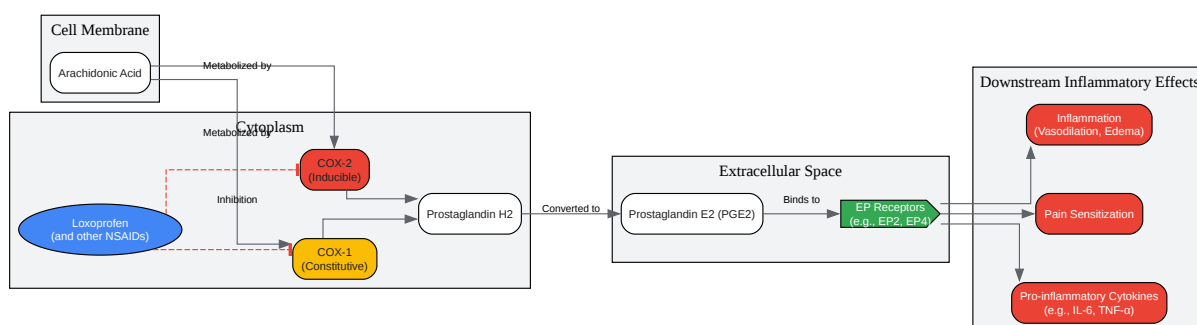 Cell Membrane
Arachidonic Acid
Metabolized by
Metabolized by
Cytoplasm
COX-2
(Inducible)
Inhibition
Loxoprofen
(and other NSAIDs)
COX-1
(Constitutive)
Prostaglandin H2
Converted to
Extracellular Space
Prostaglandin E2 (PGE2)
Binds to
EP Receptors
(e.g., EP2, EP4)
Downstream Inflammatory Effects
Inflammation
(Vasodilation, Edema)
Pain Sensitization
Pro-inflammatory Cytokines
(e.g., IL-6, TNF-α)